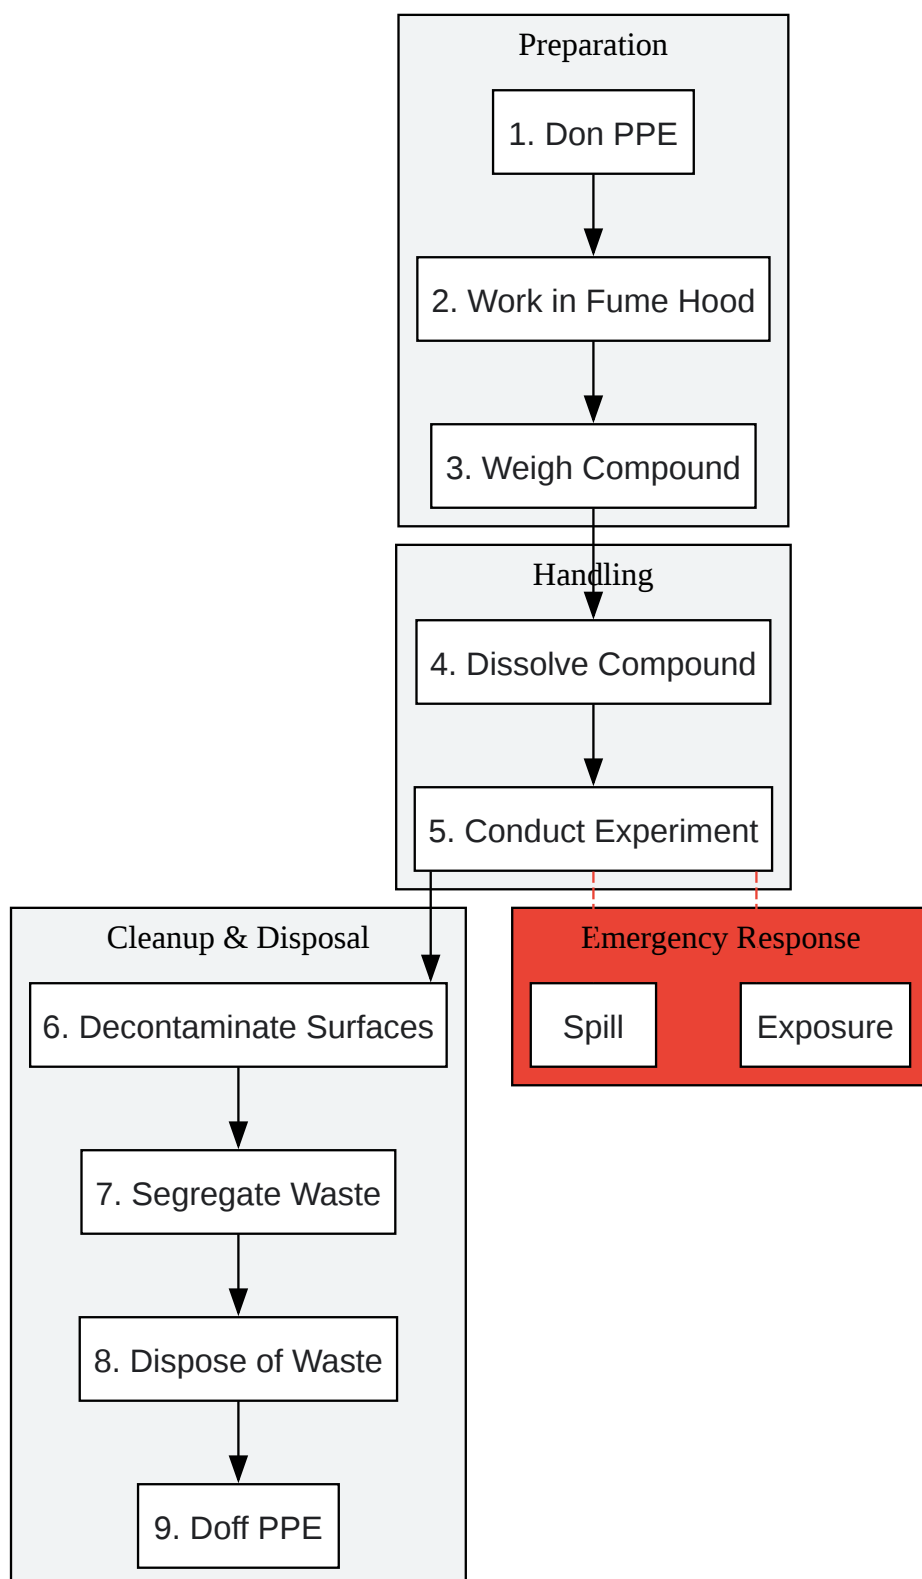 Preparation
1. Don PPE
2. Work in Fume Hood
3. Weigh Compound
Handling
4. Dissolve Compound
5. Conduct Experiment
Cleanup & Disposal
6. Decontaminate Surfaces
7. Segregate Waste
8. Dispose of Waste
9. Doff PPE
Emergency Response
Spill
Exposure